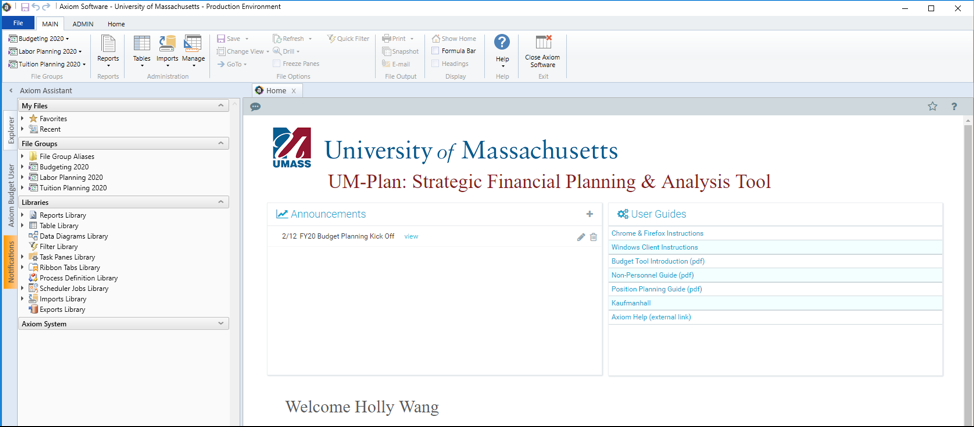 Axiom Software - University of Massachusetts - Production Environment
File MAIN ADMIN Home
Budgeting 2020
Labor Planning 2020
Tuition Planning 2020
File Groups
Reports
Reports
Tables Imports Manage
Administration
Save
Change View
GoTo
Refresh
Drill
Freeze Panes
Quick Filter
File Options
Print
Snapshot
E-mail
File Output
Show Home
Formula Bar
Headings
Display
Help
Help
Close Axiom
Software
Exit
Axiom Assistant
Home x
Explorer
Axiom Budget User
Notifications
My Files
Favorites
Recent
File Groups
File Group Aliases
Budgeting 2020
Labor Planning 2020
Tuition Planning 2020
Libraries
Reports Library
Table Library
Data Diagrams Library
Filter Library
Task Panes Library
Ribbon Tabs Library
Process Definition Library
Scheduler Jobs Library
Imports Library
Exports Library
Axiom System
?
UMASS
University of Massachusetts
UM-Plan: Strategic Financial Planning & Analysis Tool
Announcements +
2/12 FY20 Budget Planning Kick Off view
User Guides
Chrome & Firefox Instructions
Windows Client Instructions
Budget Tool Introduction (pdf)
Non-Personnel Guide (pdf)
Position Planning Guide (pdf)
Kaufmanhall
Axiom Help (external link)
Welcome Holly Wang